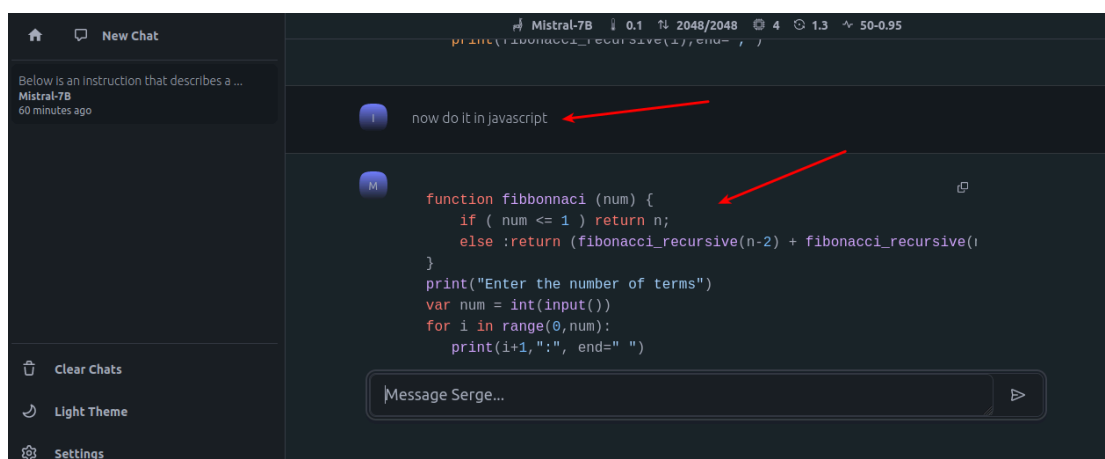 Mistral-7B 0.1 2048/2048 4 1.3 50-0.95
New Chat
Below is an instruction that describes a ...
Mistral-7B
60 minutes ago
print(fibonacci_recursive(i),end=", ")
I
now do it in javascript
M
function fibbonnaci (num) {
if ( num <= 1 ) return n;
else :return (fibonacci_recursive(n-2) + fibonacci_recursive(
}
print("Enter the number of terms")
var num = int(input())
for i in range(0,num):
print(i+1,":", end=" ")
Clear Chats
Light Theme
Settings
Message Serge...